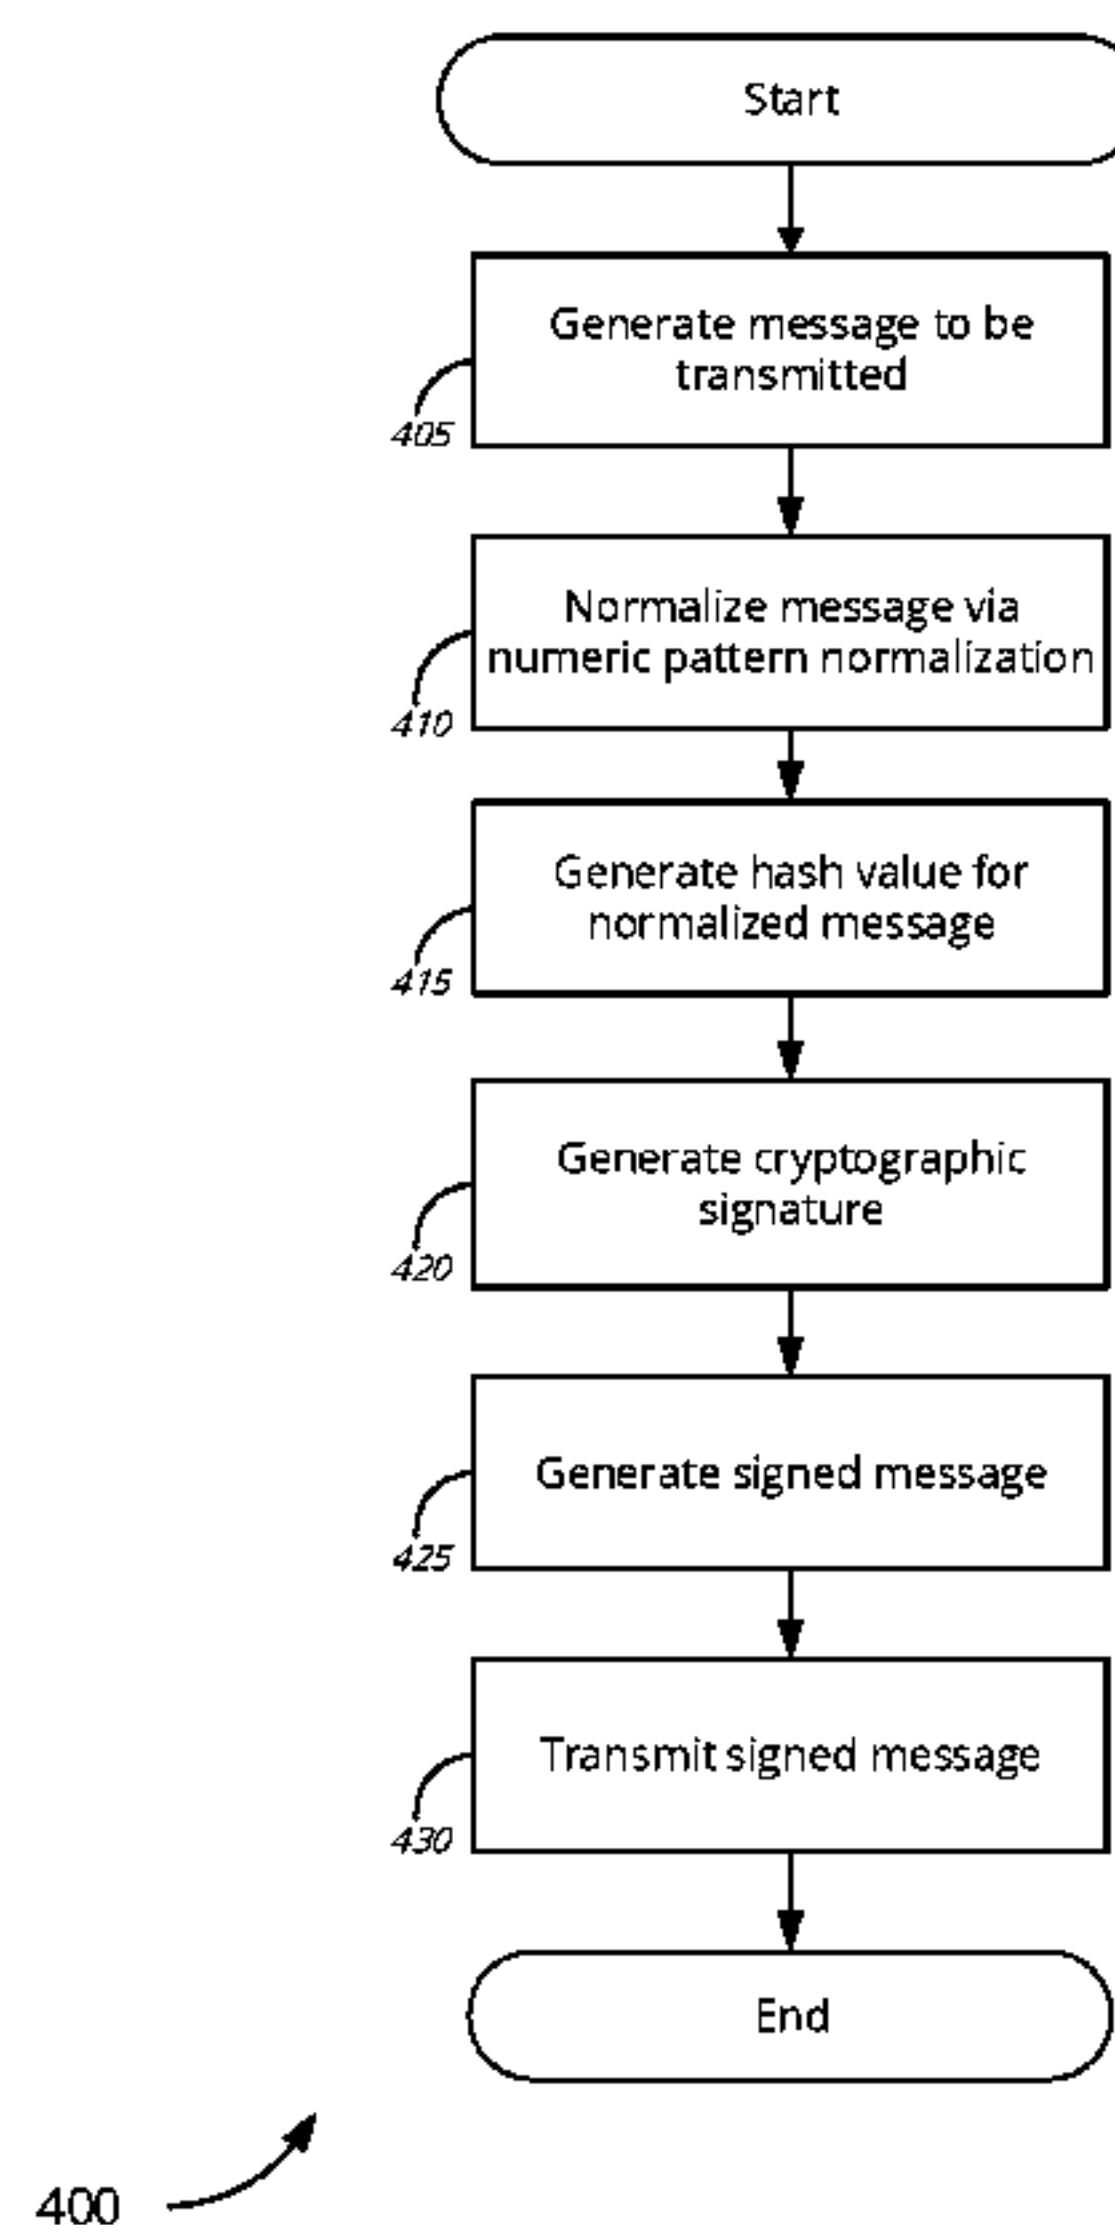 Start
Generate message to be
transmitted
405
Normalize message via
numeric pattern normalization
410
Generate hash value for
normalized message
415
Generate cryptographic
signature
420
Generate signed message
425
Transmit signed message
430
End
400